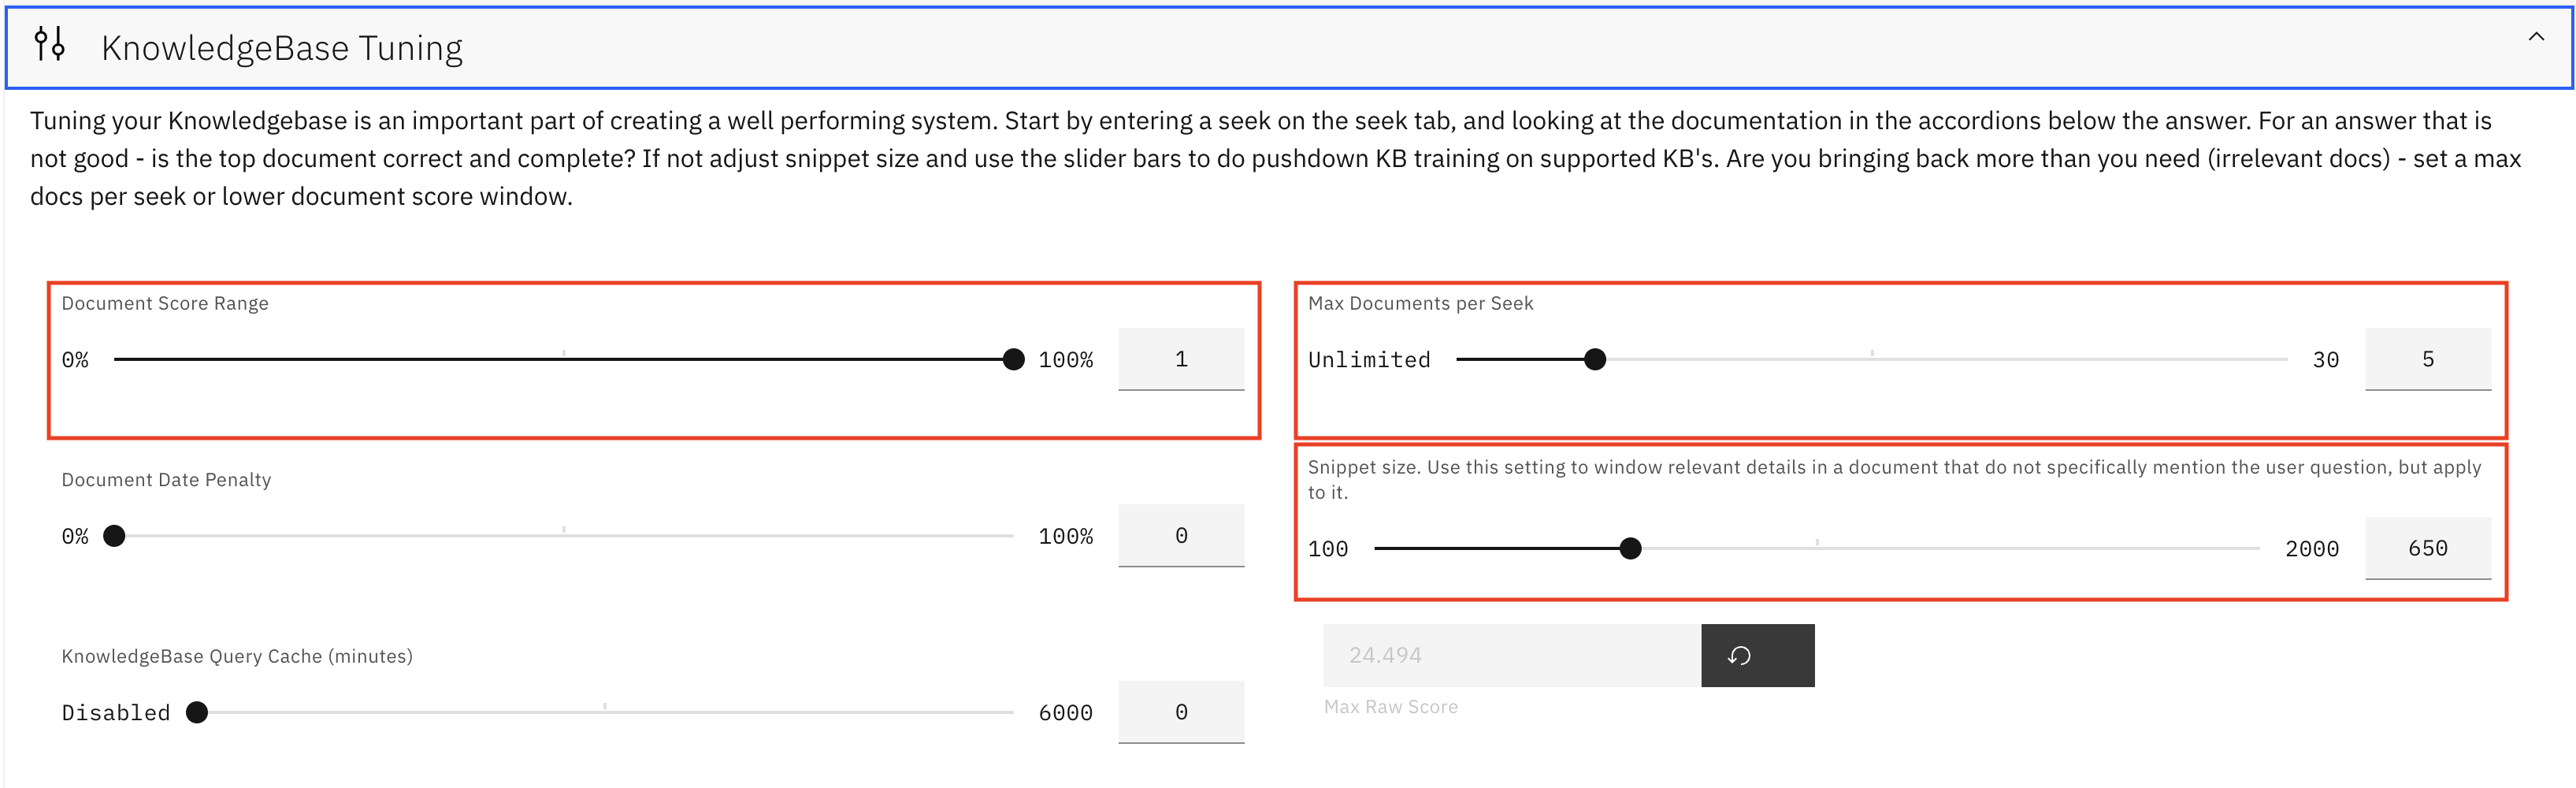 KnowledgeBase Tuning
Tuning your Knowledgebase is an important part of creating a well performing system. Start by entering a seek on the seek tab, and looking at the documentation in the accordions below the answer. For an answer that is
not good - is the top document correct and complete? If not adjust snippet size and use the slider bars to do pushdown KB training on supported KB's. Are you bringing back more than you need (irrelevant docs) - set a max
docs per seek or lower document score window.
Document Score Range
0% 100% 1
Max Documents per Seek
Unlimited 30 5
Document Date Penalty
0% 100% 0
Snippet size. Use this setting to window relevant details in a document that do not specifically mention the user question, but apply
to it.
100 2000 650
KnowledgeBase Query Cache (minutes)
Disabled 6000 0
24.494
Max Raw Score